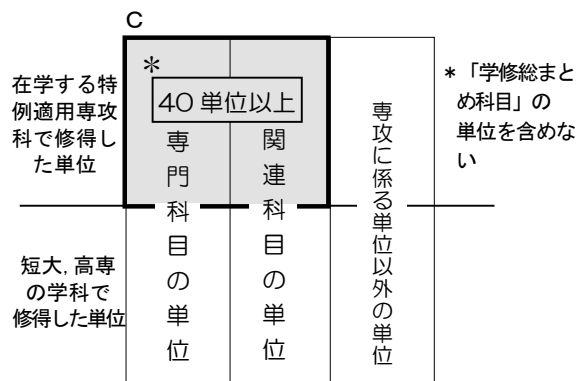 C
在学する特
例適用専攻
科で修得し
た単位
*
40 単位以上
専門科目の単位
関連科目の単位
専攻に係る単位以外の単位
* 「学修総まと
め科目」の
単位を含めな
い
短大, 高専
の学科で
修得した単位